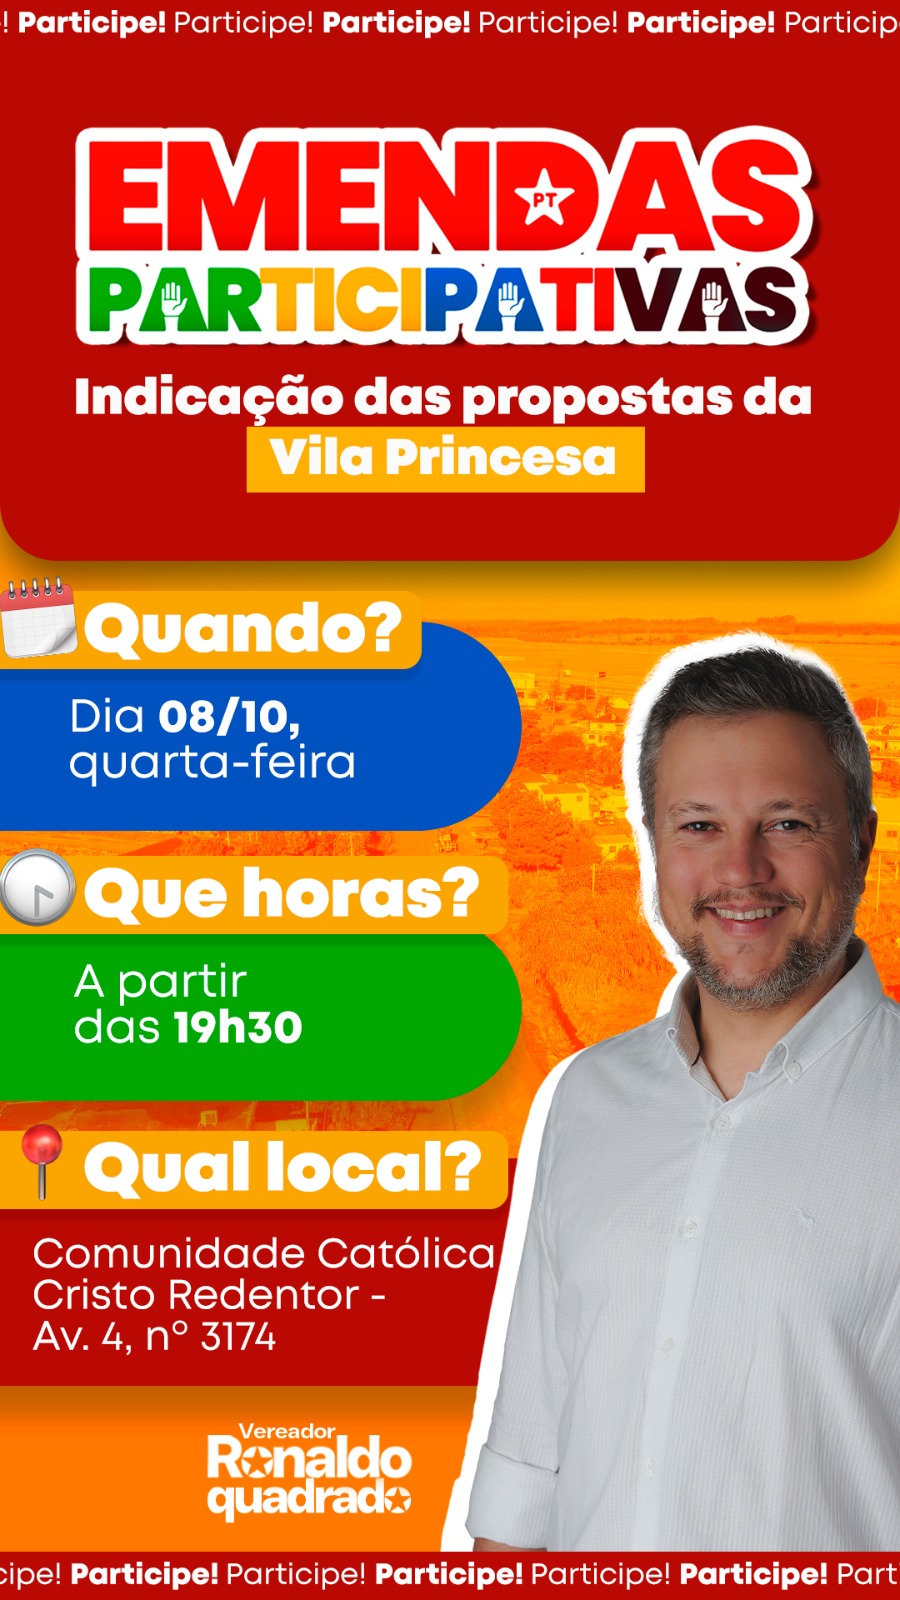 ! Participe! Participe! Participe! Participe! Participe! Particip
EMENDAS
PT
PARTICIPATIVAS
Indicação das propostas da
Vila Princesa
Quando?
Dia 08/10,
quarta-feira
Que horas?
A partir
das 19h30
Qual local?
Comunidade Católica
Cristo Redentor -
Av. 4, nº 3174
Vereador
Ronaldo
quadrado
cipe! Participe! Participe! Participe! Participe! Participe! Part